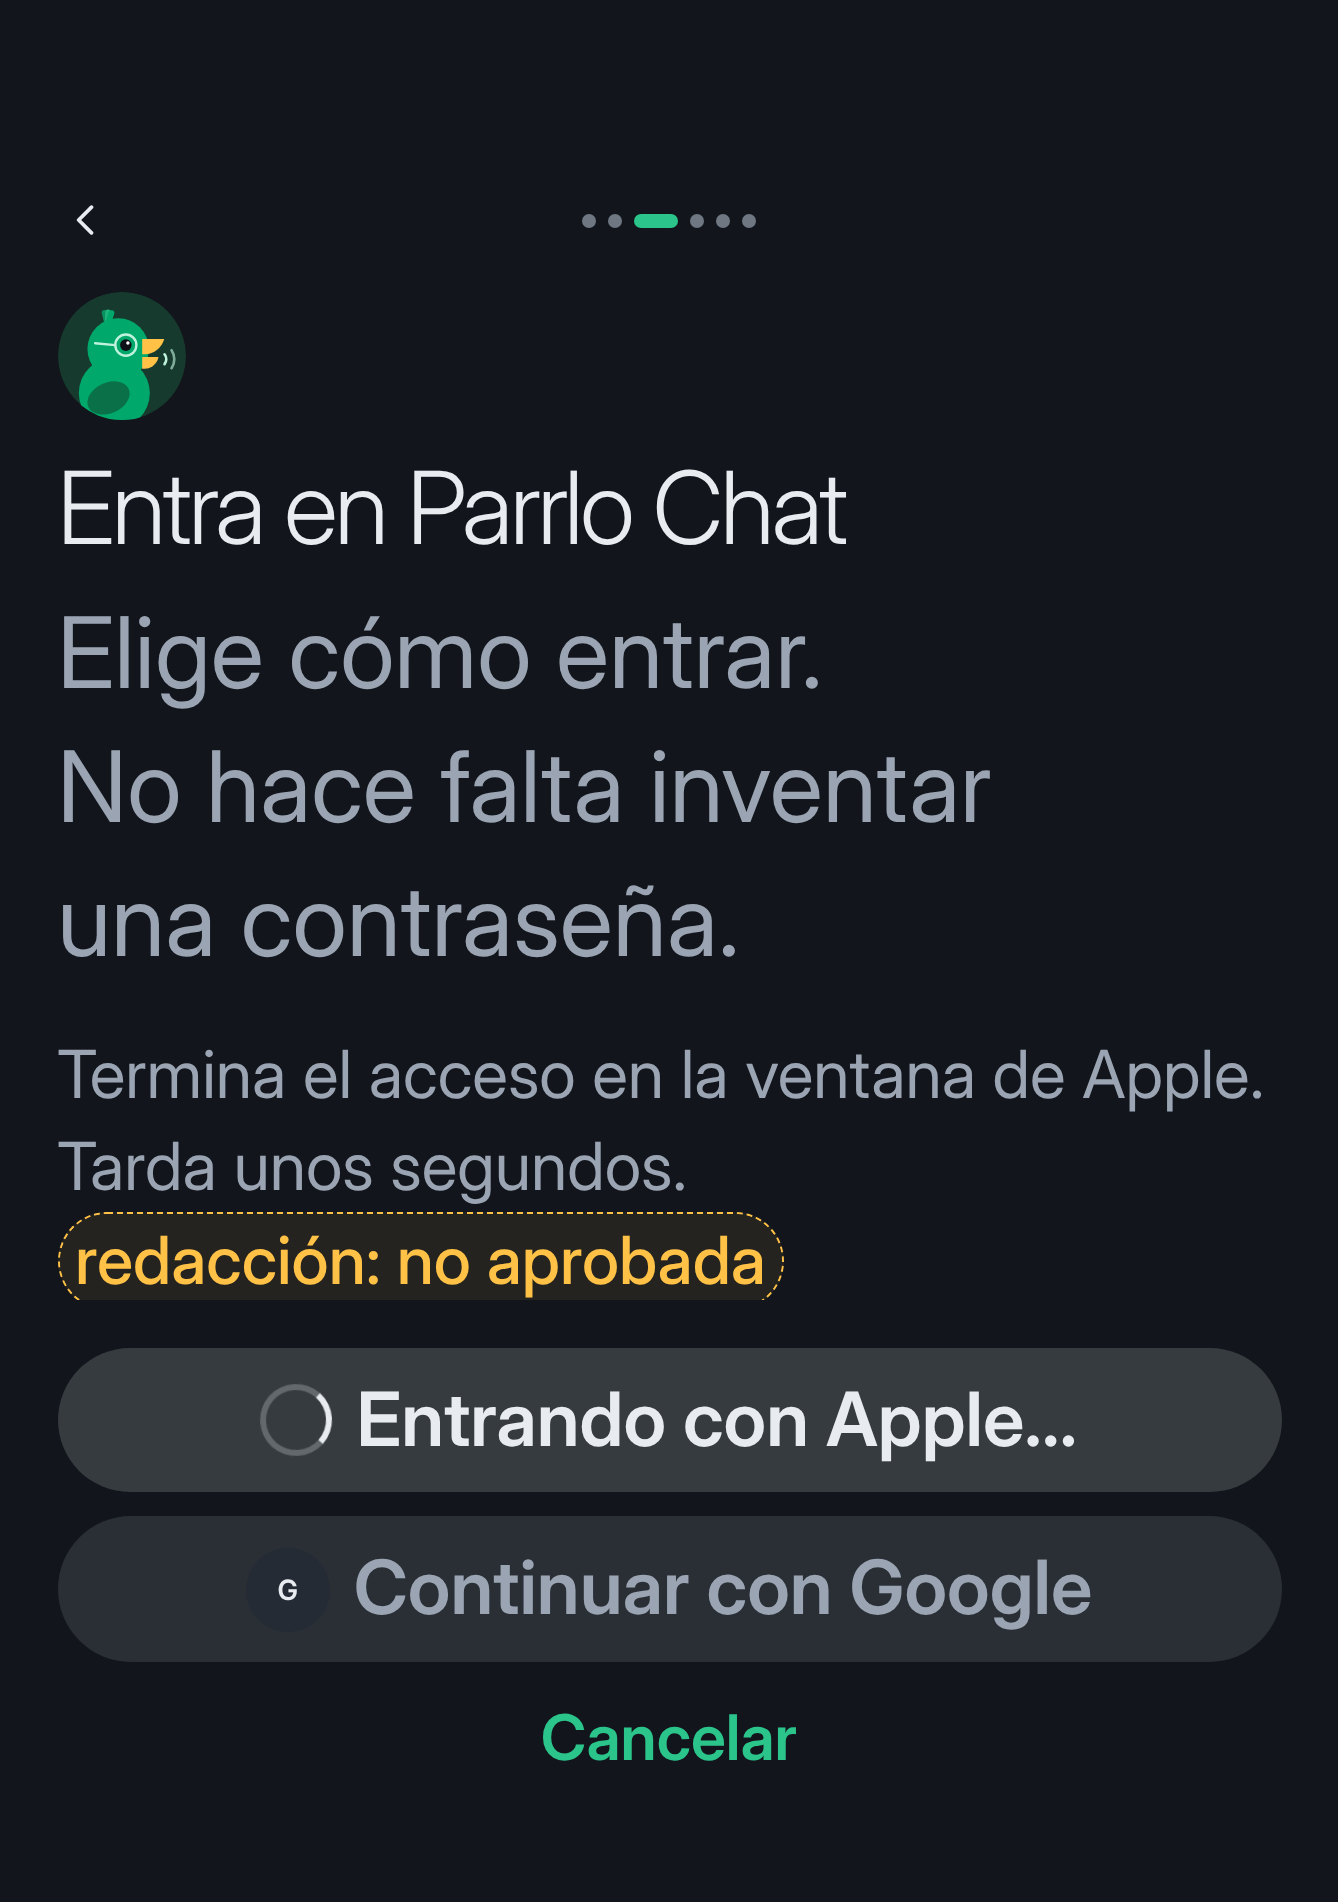 Entra en Parrlo Chat
Elige cómo entrar.
No hace falta inventar
una contraseña.
Termina el acceso en la ventana de Apple.
Tarda unos segundos.
redacción: no aprobada
Entrando con Apple...
G Continuar con Google
Cancelar